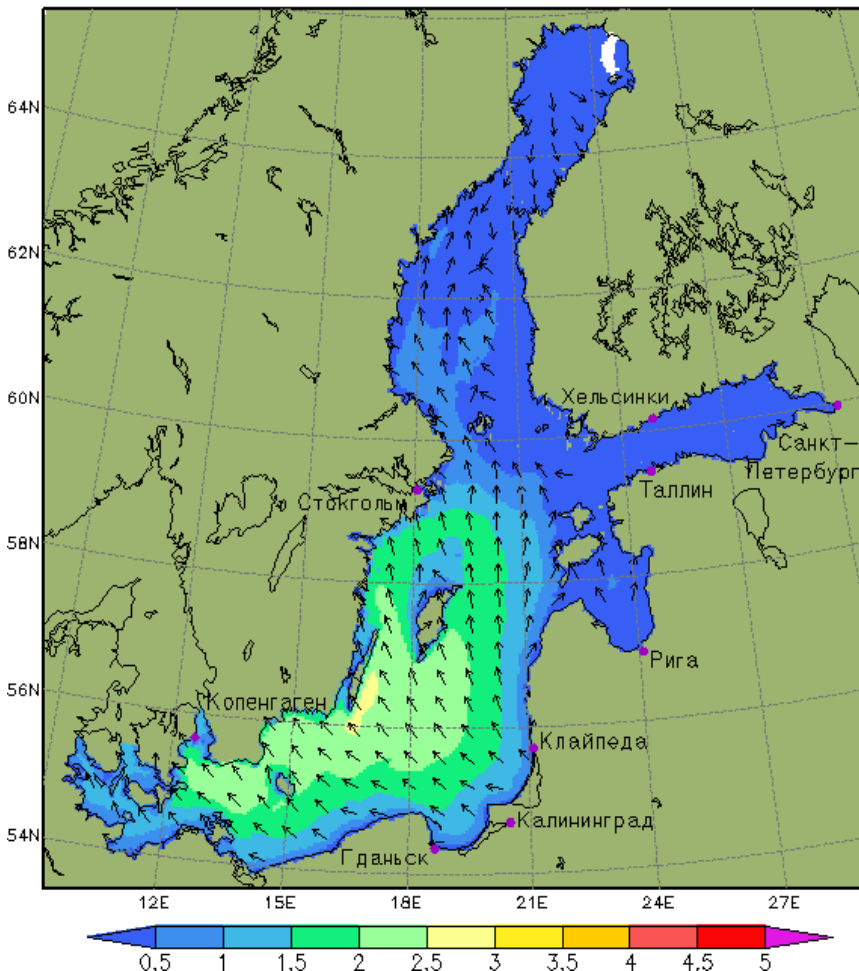 64N
62N
60N
58N
56N
54N
Хельсинки
Санкт—
Петербург
Таллин
Стокгольм
Рига
Копенгаген
Клайпеда
Калининград
Гданьск
12E 15E 18E 21E 24E 27E
0,5 1 1,5 2 2,5 3 3,5 4 4,5 5